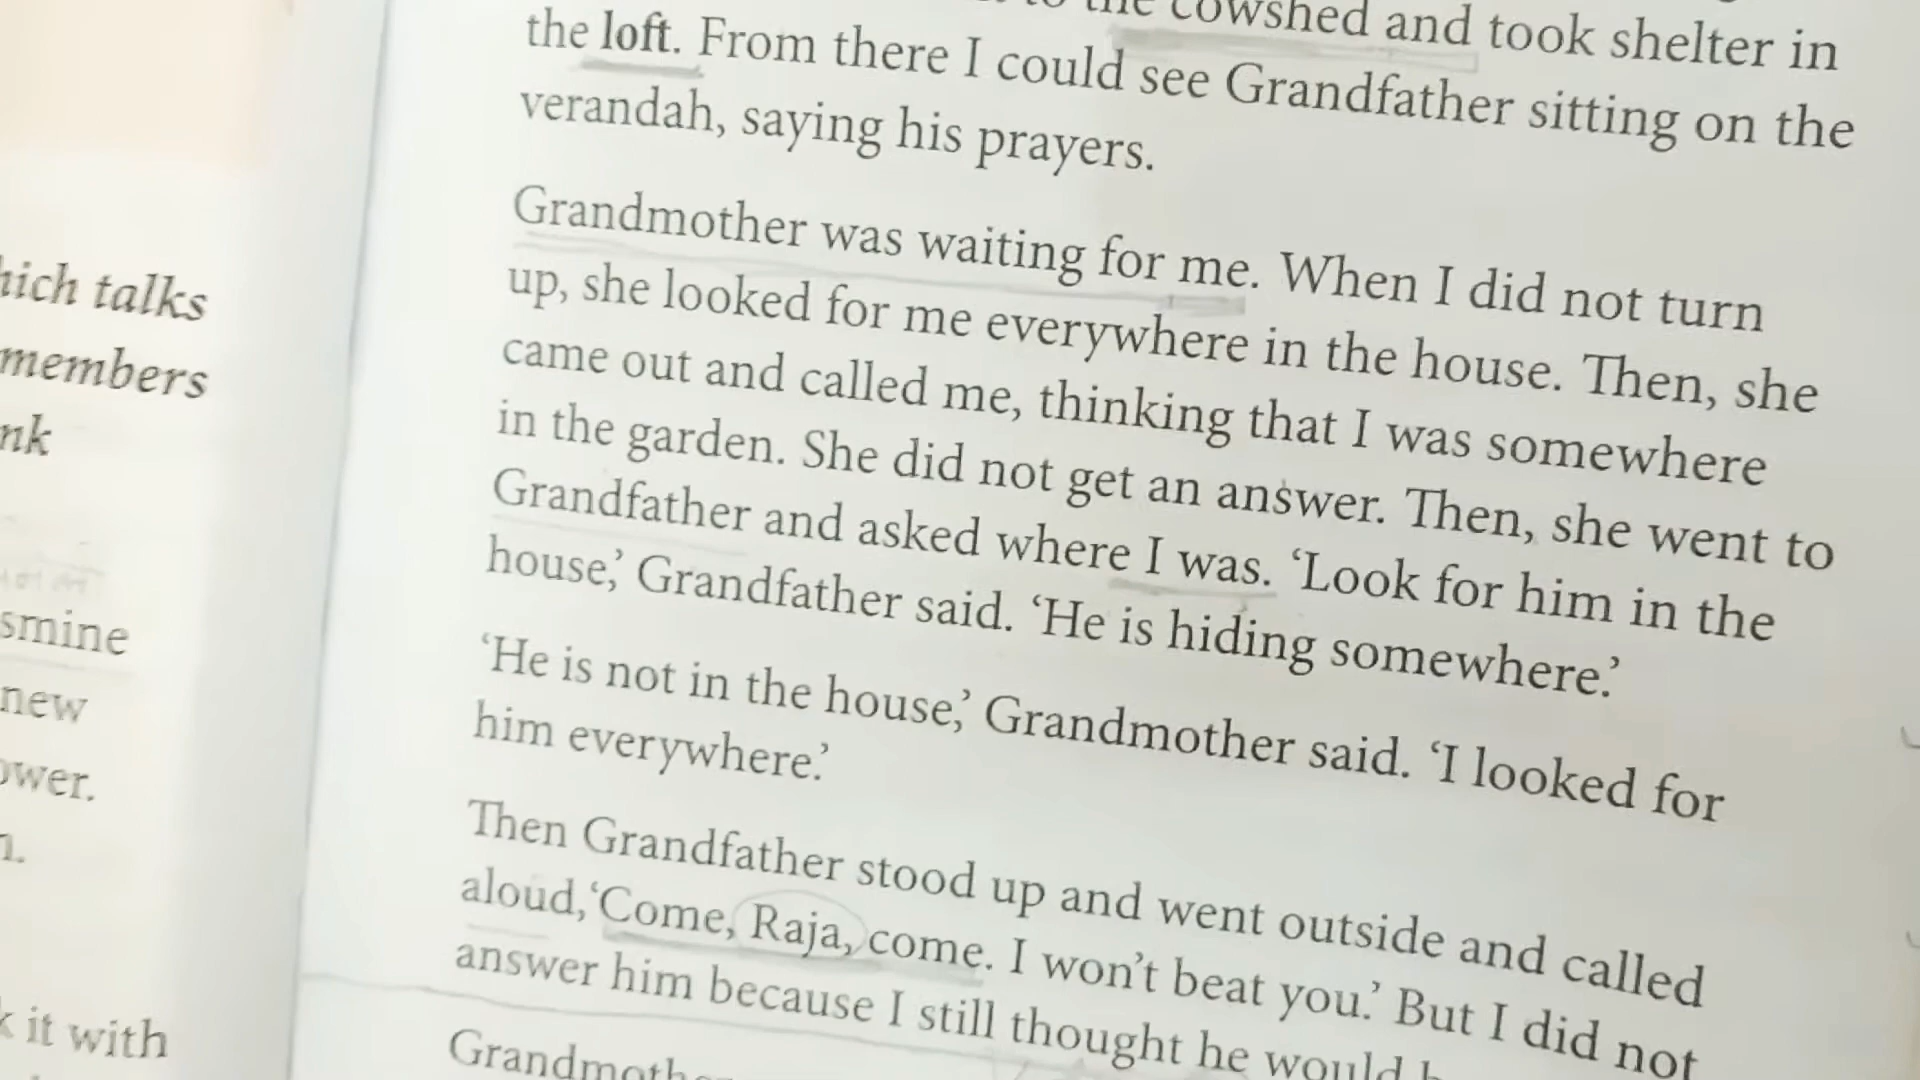 hich talks
members
nk
smine
new
ower.
n.
k it with
to the cowshed and took shelter in
the loft. From there I could see Grandfather sitting on the
verandah, saying his prayers.
Grandmother was waiting for me. When I did not turn
up, she looked for me everywhere in the house. Then, she
came out and called me, thinking that I was somewhere
in the garden. She did not get an answer. Then, she went to
Grandfather and asked where I was. ‘Look for him in the
house,’ Grandfather said. ‘He is hiding somewhere.’
‘He is not in the house,’ Grandmother said. ‘I looked for
him everywhere.’
Then Grandfather stood up and went outside and called
aloud, ‘Come, Raja, come. I won’t beat you.’ But I did not
answer him because I still thought he would
Grandmother